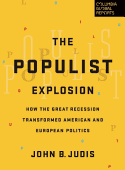 COLUMBIA
GLOBAL
REPORTS
THE
POPULIST
EXPLOSION
HOW THE GREAT RECESSION
TRANSFORMED AMERICAN AND
EUROPEAN POLITICS
JOHN B. JUDIS